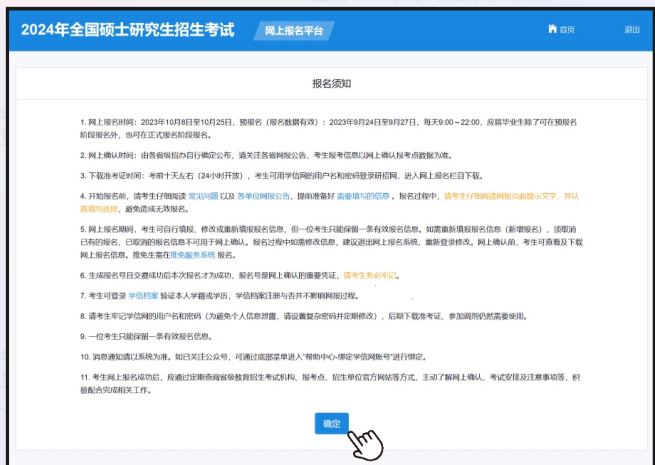 2024年全国硕士研究生招生考试 网上报名平台 首页 退出
报名须知
1. 网上报名时间：2023年10月8日至10月25日，预报名（报名数据有效）：2023年9月24日至9月27日，每天9:00～22:00，应届毕业生除了可在预报名
阶段报名外，也可在正式报名阶段报名。
2. 网上确认时间：由各省级招办自行确定公布，请关注各省网报公告，考生报考信息以网上确认报考点数据为准。
3. 下载准考证时间：考前十天左右（24小时开放），考生可用学信网的用户名和密码登录研招网，进入网上报名栏目下载。
4. 开始报名前，请考生仔细阅读 常见问题 以及 各单位网报公告，提前准备好 需要填写的信息 。报名过程中，请考生仔细阅读网报页面提示文字，并认
真填写选择，避免造成无效报名。
5. 网上报名期间，考生可自行填报、修改或重新填报报名信息，但一位考生只能保留一条有效报名信息。如需重新填报报名信息（新增报名），须取消
已有的报名，已取消的报名信息不可用于网上确认。报名过程中如需修改信息，建议退出网上报名系统，重新登录修改。网上确认前，考生可查看及下载
网上报名信息。推免生需在推免服务系统 报名。
6. 生成报名号且交费成功后本次报名才为成功，报名号是网上确认的重要凭证，请考生务必牢记。
7. 考生可登录 学信档案 验证本人学籍或学历，学信档案注册与否并不影响网报过程。
8. 请考生牢记学信网的用户名和密码（为避免个人信息泄露，请设置复杂密码并定期修改），后期下载准考证、参加调剂仍然需要使用。
9. 一位考生只能保留一条有效报名信息。
10. 消息通知请以系统为准。如已关注公众号，可通过底部菜单进入“帮助中心-绑定学信网账号”进行绑定。
11. 考生网上报名成功后，应通过定期查阅省级教育招生考试机构、报考点、招生单位官方网站等方式，主动了解网上确认、考试安排及注意事项等，积
极配合完成相关工作。
确定